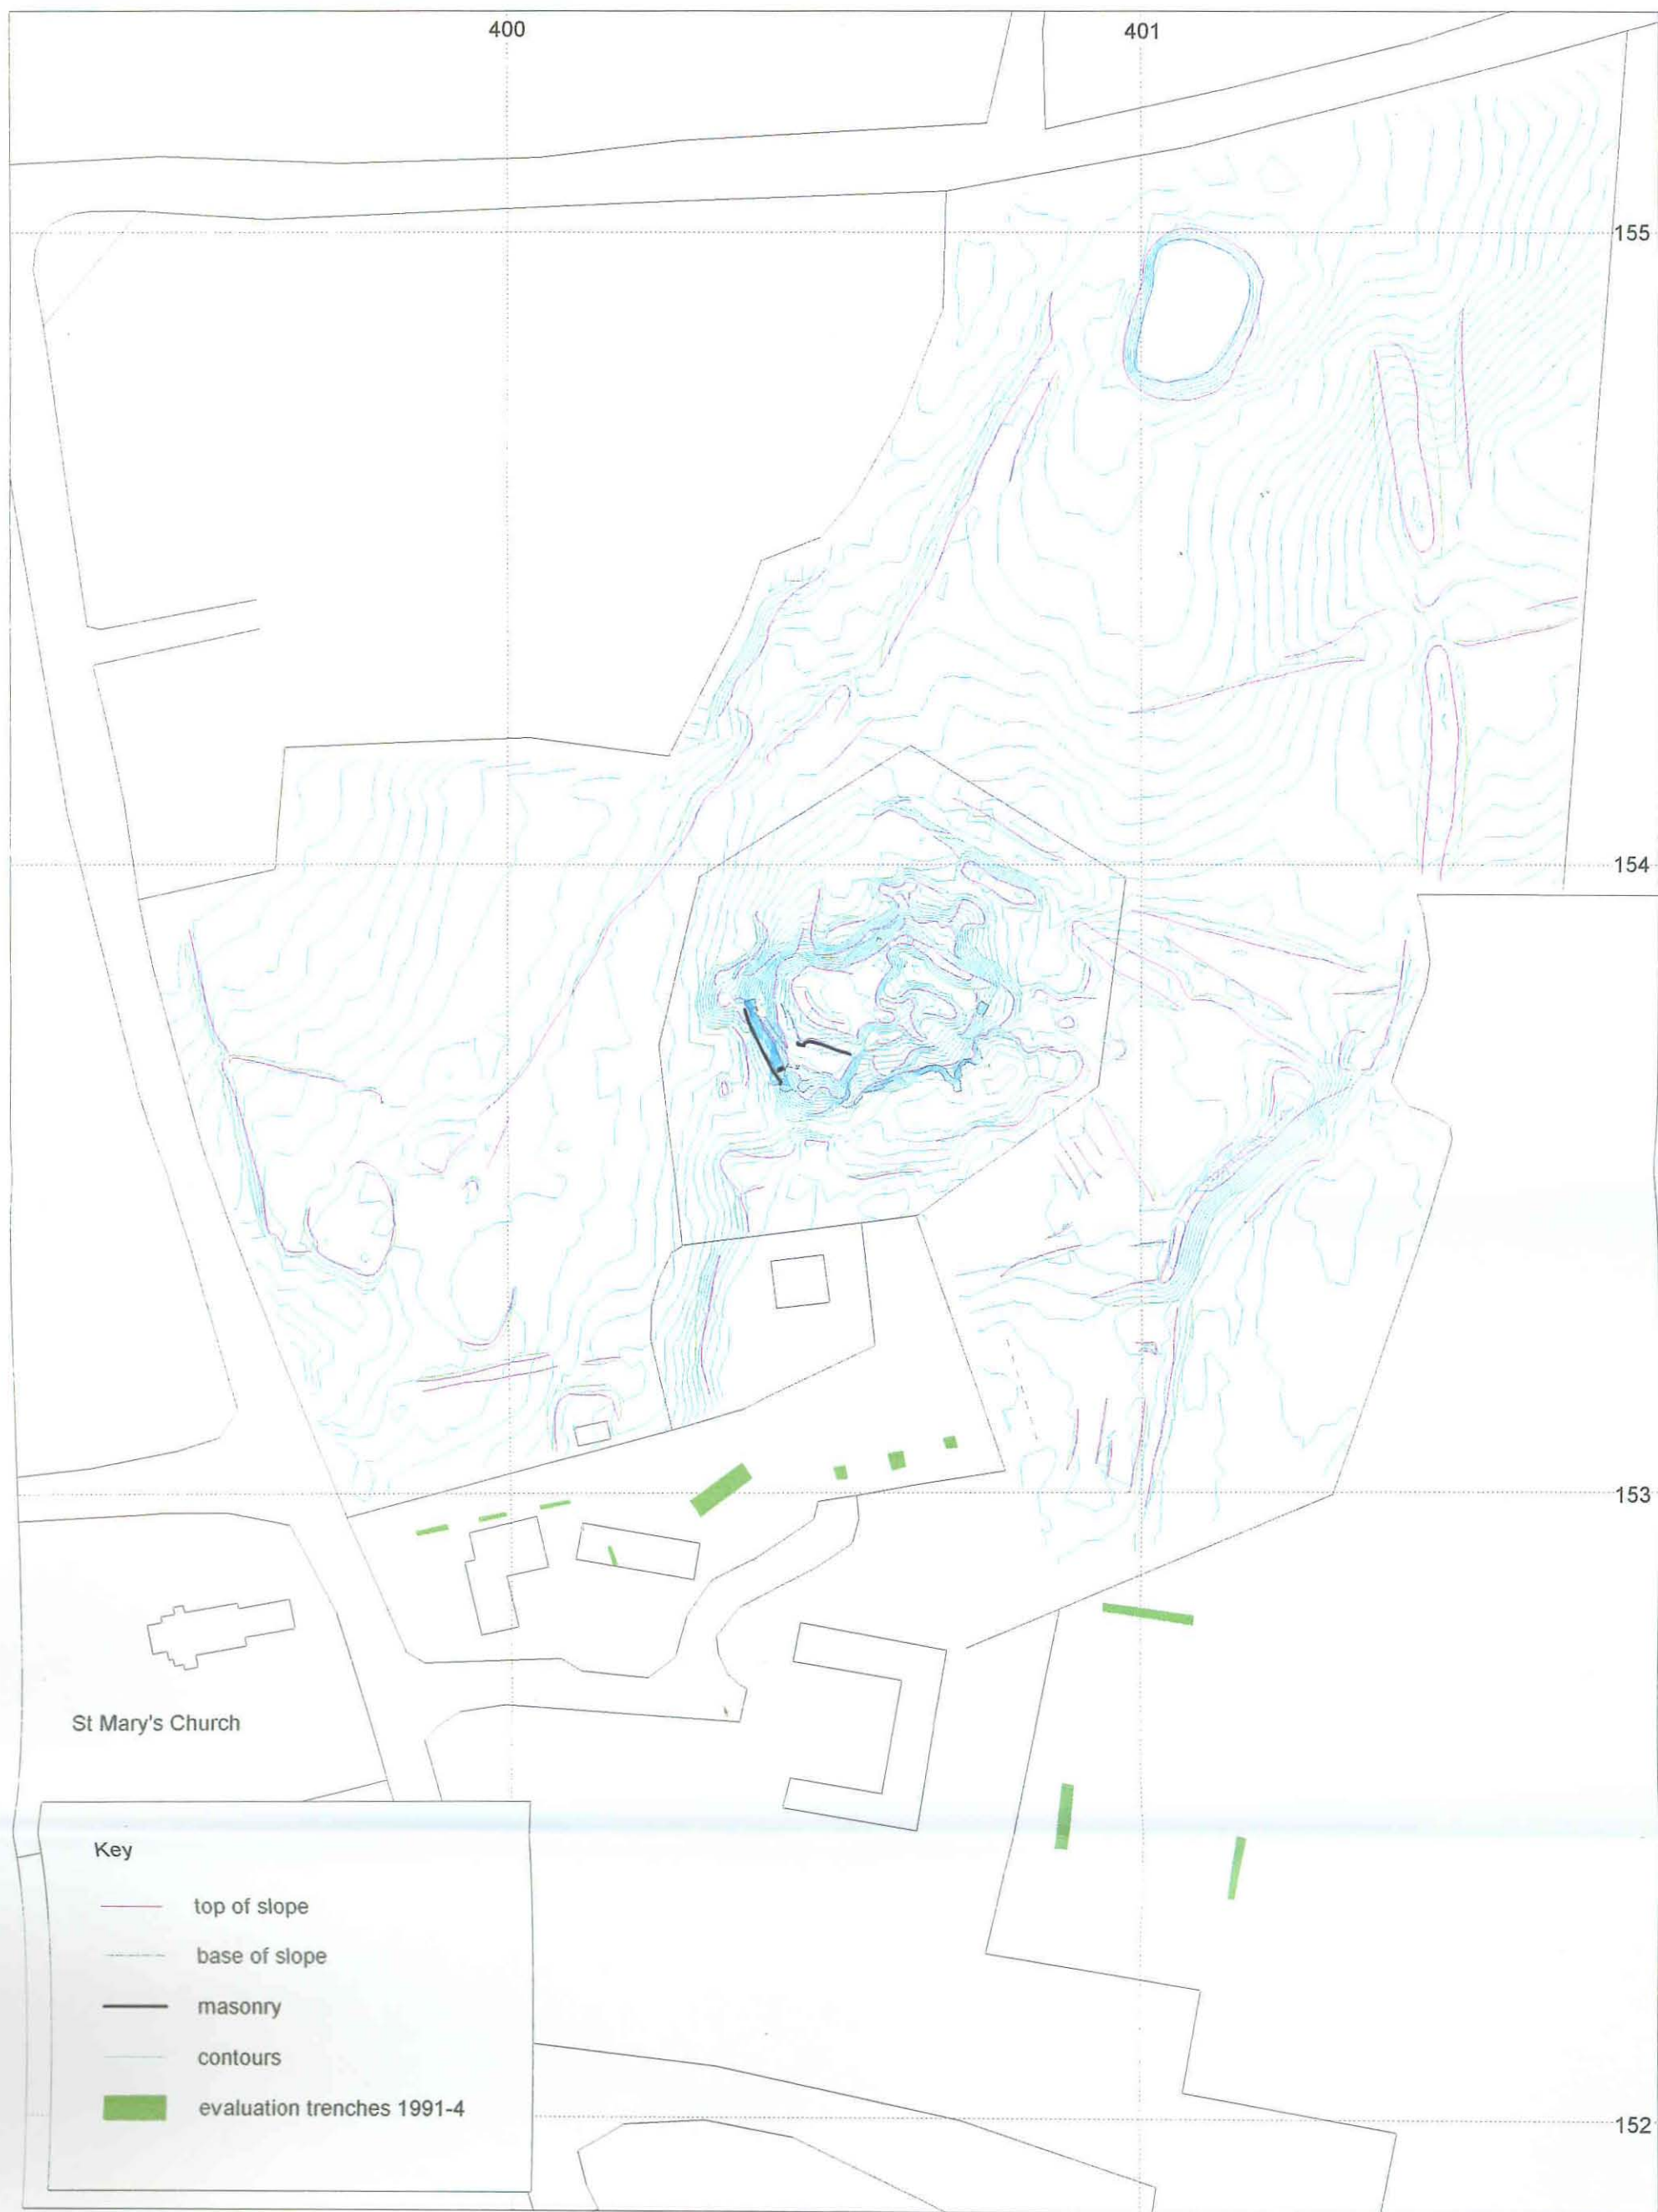 400
401
155
154
153
St Mary's Church
Key
top of slope
base of slope
masonry
contours
evaluation trenches 1991-4
152